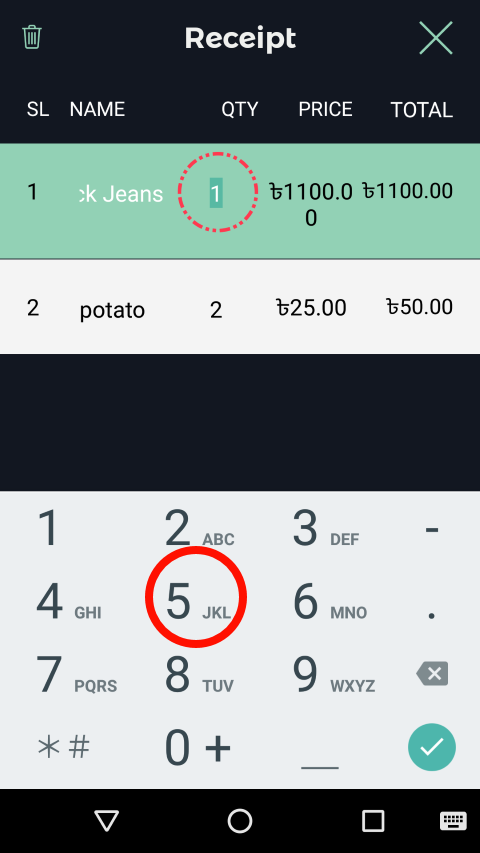 Receipt
SL NAME QTY PRICE TOTAL
1 ck Jeans 1 ৳1100.00 ৳1100.00
2 potato 2 ৳25.00 ৳50.00
1 2 ABC 3 DEF -
4 GHI 5 JKL 6 MNO .
7 PQRS 8 TUV 9 WXYZ
*# 0 + _